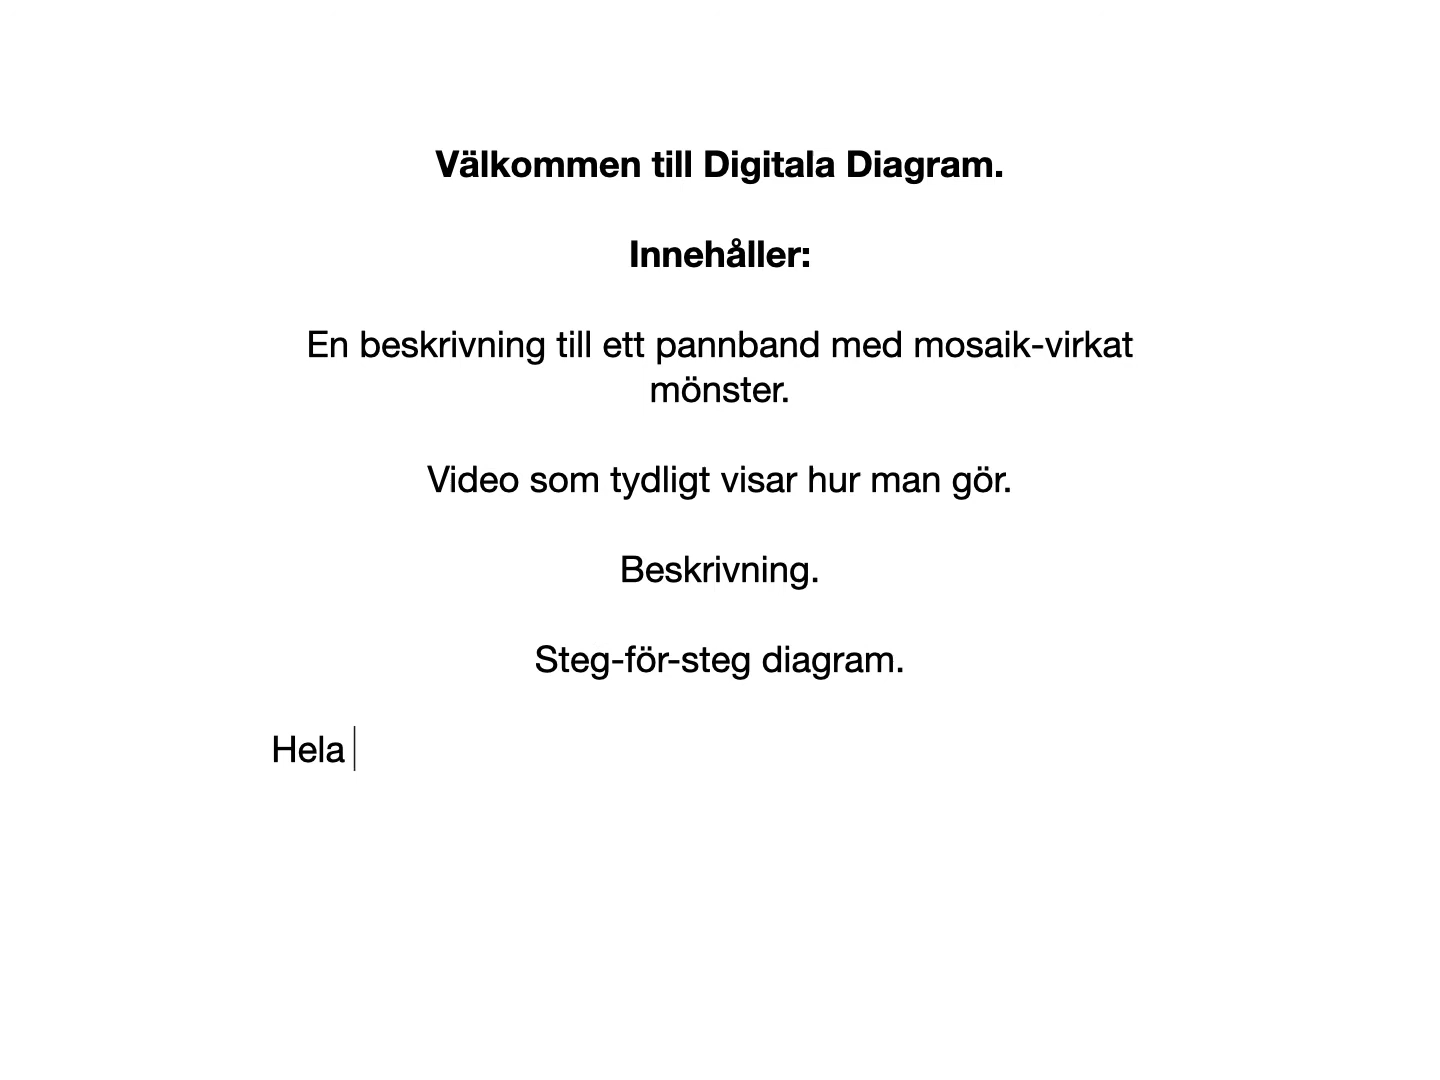 Välkommen till Digitala Diagram.
Innehåller:
En beskrivning till ett pannband med mosaik-virkat
mönster.
Video som tydligt visar hur man gör.
Beskrivning.
Steg-för-steg diagram.
Hela